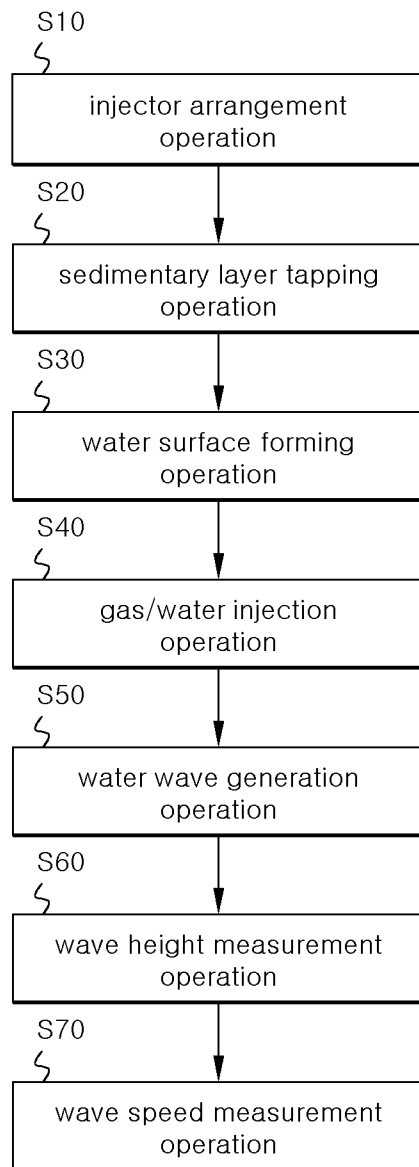 S10
injector arrangement
operation
S20
sedimentary layer tapping
operation
S30
water surface forming
operation
S40
gas/water injection
operation
S50
water wave generation
operation
S60
wave height measurement
operation
S70
wave speed measurement
operation